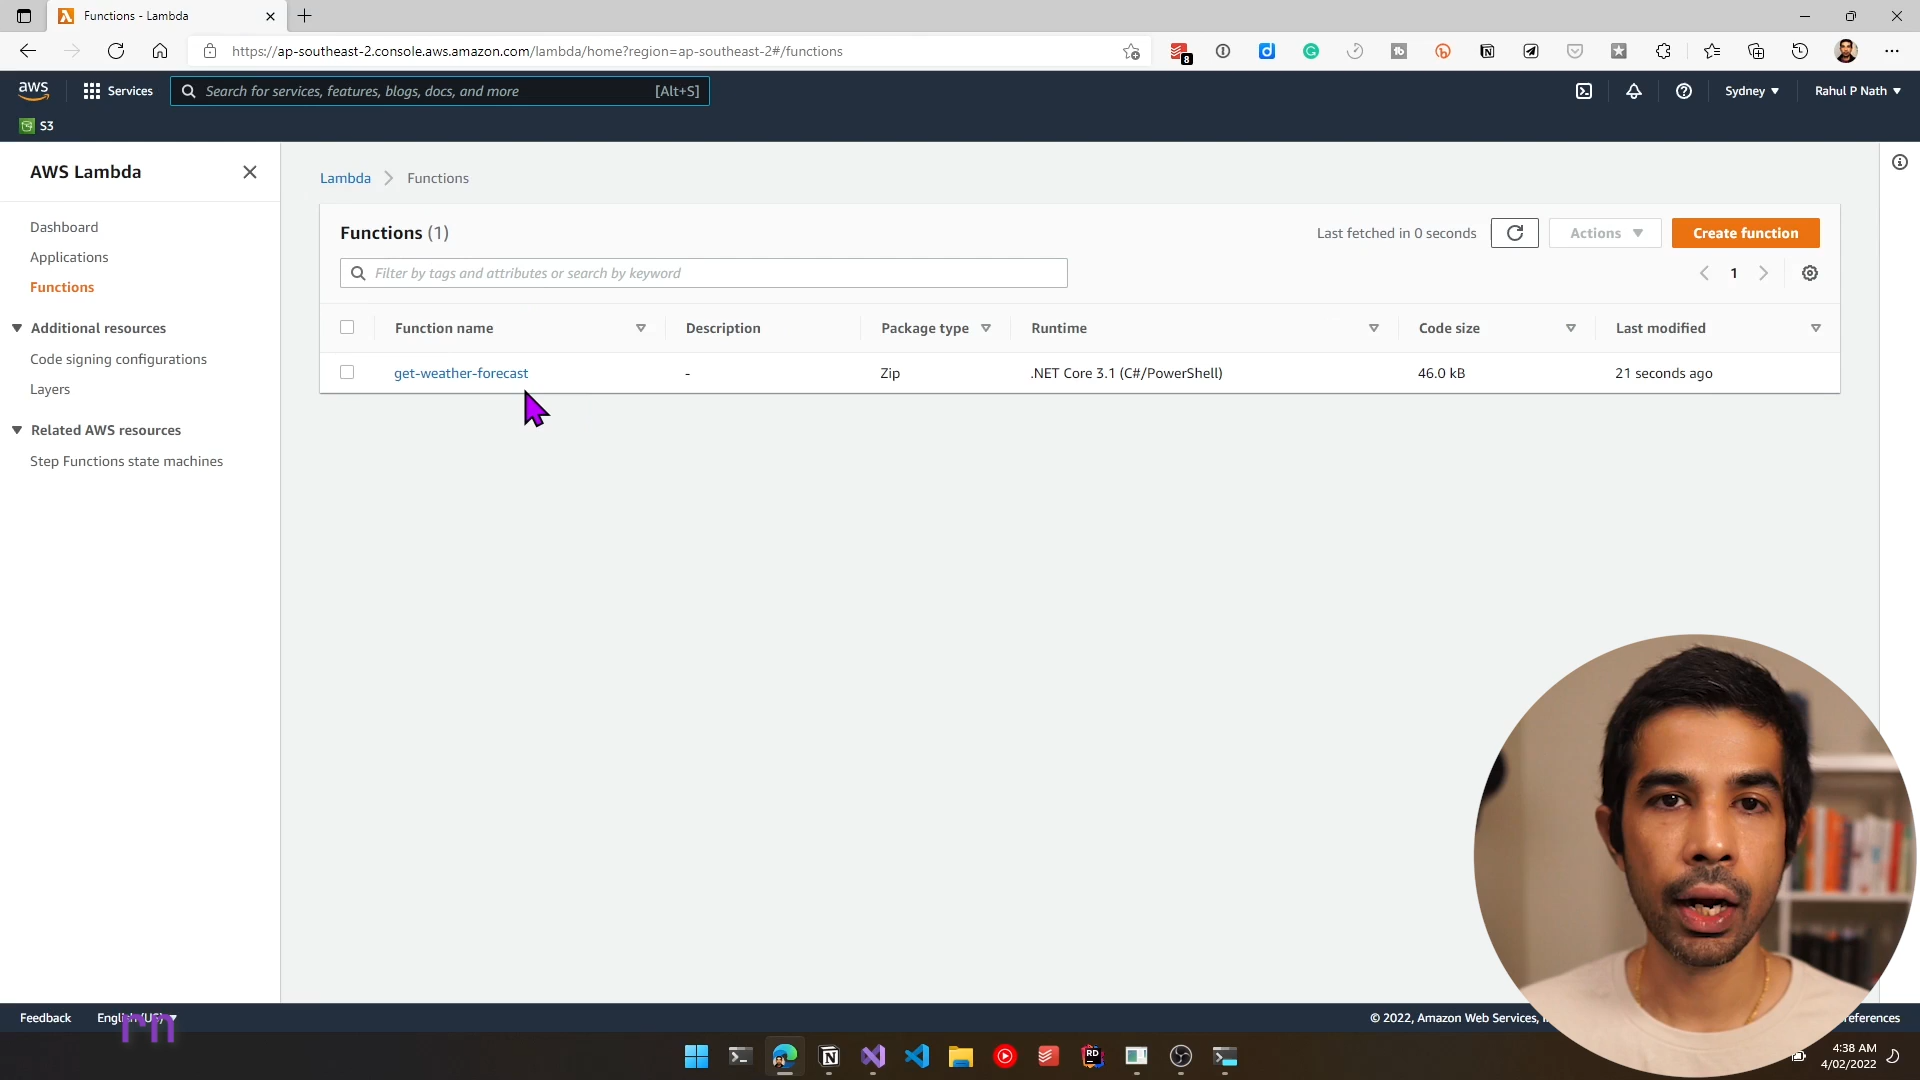 Functions - Lambda
https://ap-southeast-2.console.aws.amazon.com/lambda/home?region=ap-southeast-2#/functions
8
aws
Services
Search for services, features, blogs, docs, and more
[Alt+S]
Sydney
Rahul P Nath
S3
AWS Lambda
Dashboard
Applications
Functions
Additional resources
Code signing configurations
Layers
Related AWS resources
Step Functions state machines
Lambda
Functions
Functions (1)
Last fetched in 0 seconds
Actions
Create function
Filter by tags and attributes or search by keyword
1
Function name
Description
Package type
Runtime
Code size
Last modified
get-weather-forecast
-
Zip
.NET Core 3.1 (C#/PowerShell)
46.0 kB
21 seconds ago
Feedback
English (US)
rn
© 2022, Amazon Web Services,
RD
4:38 AM
4/02/2022